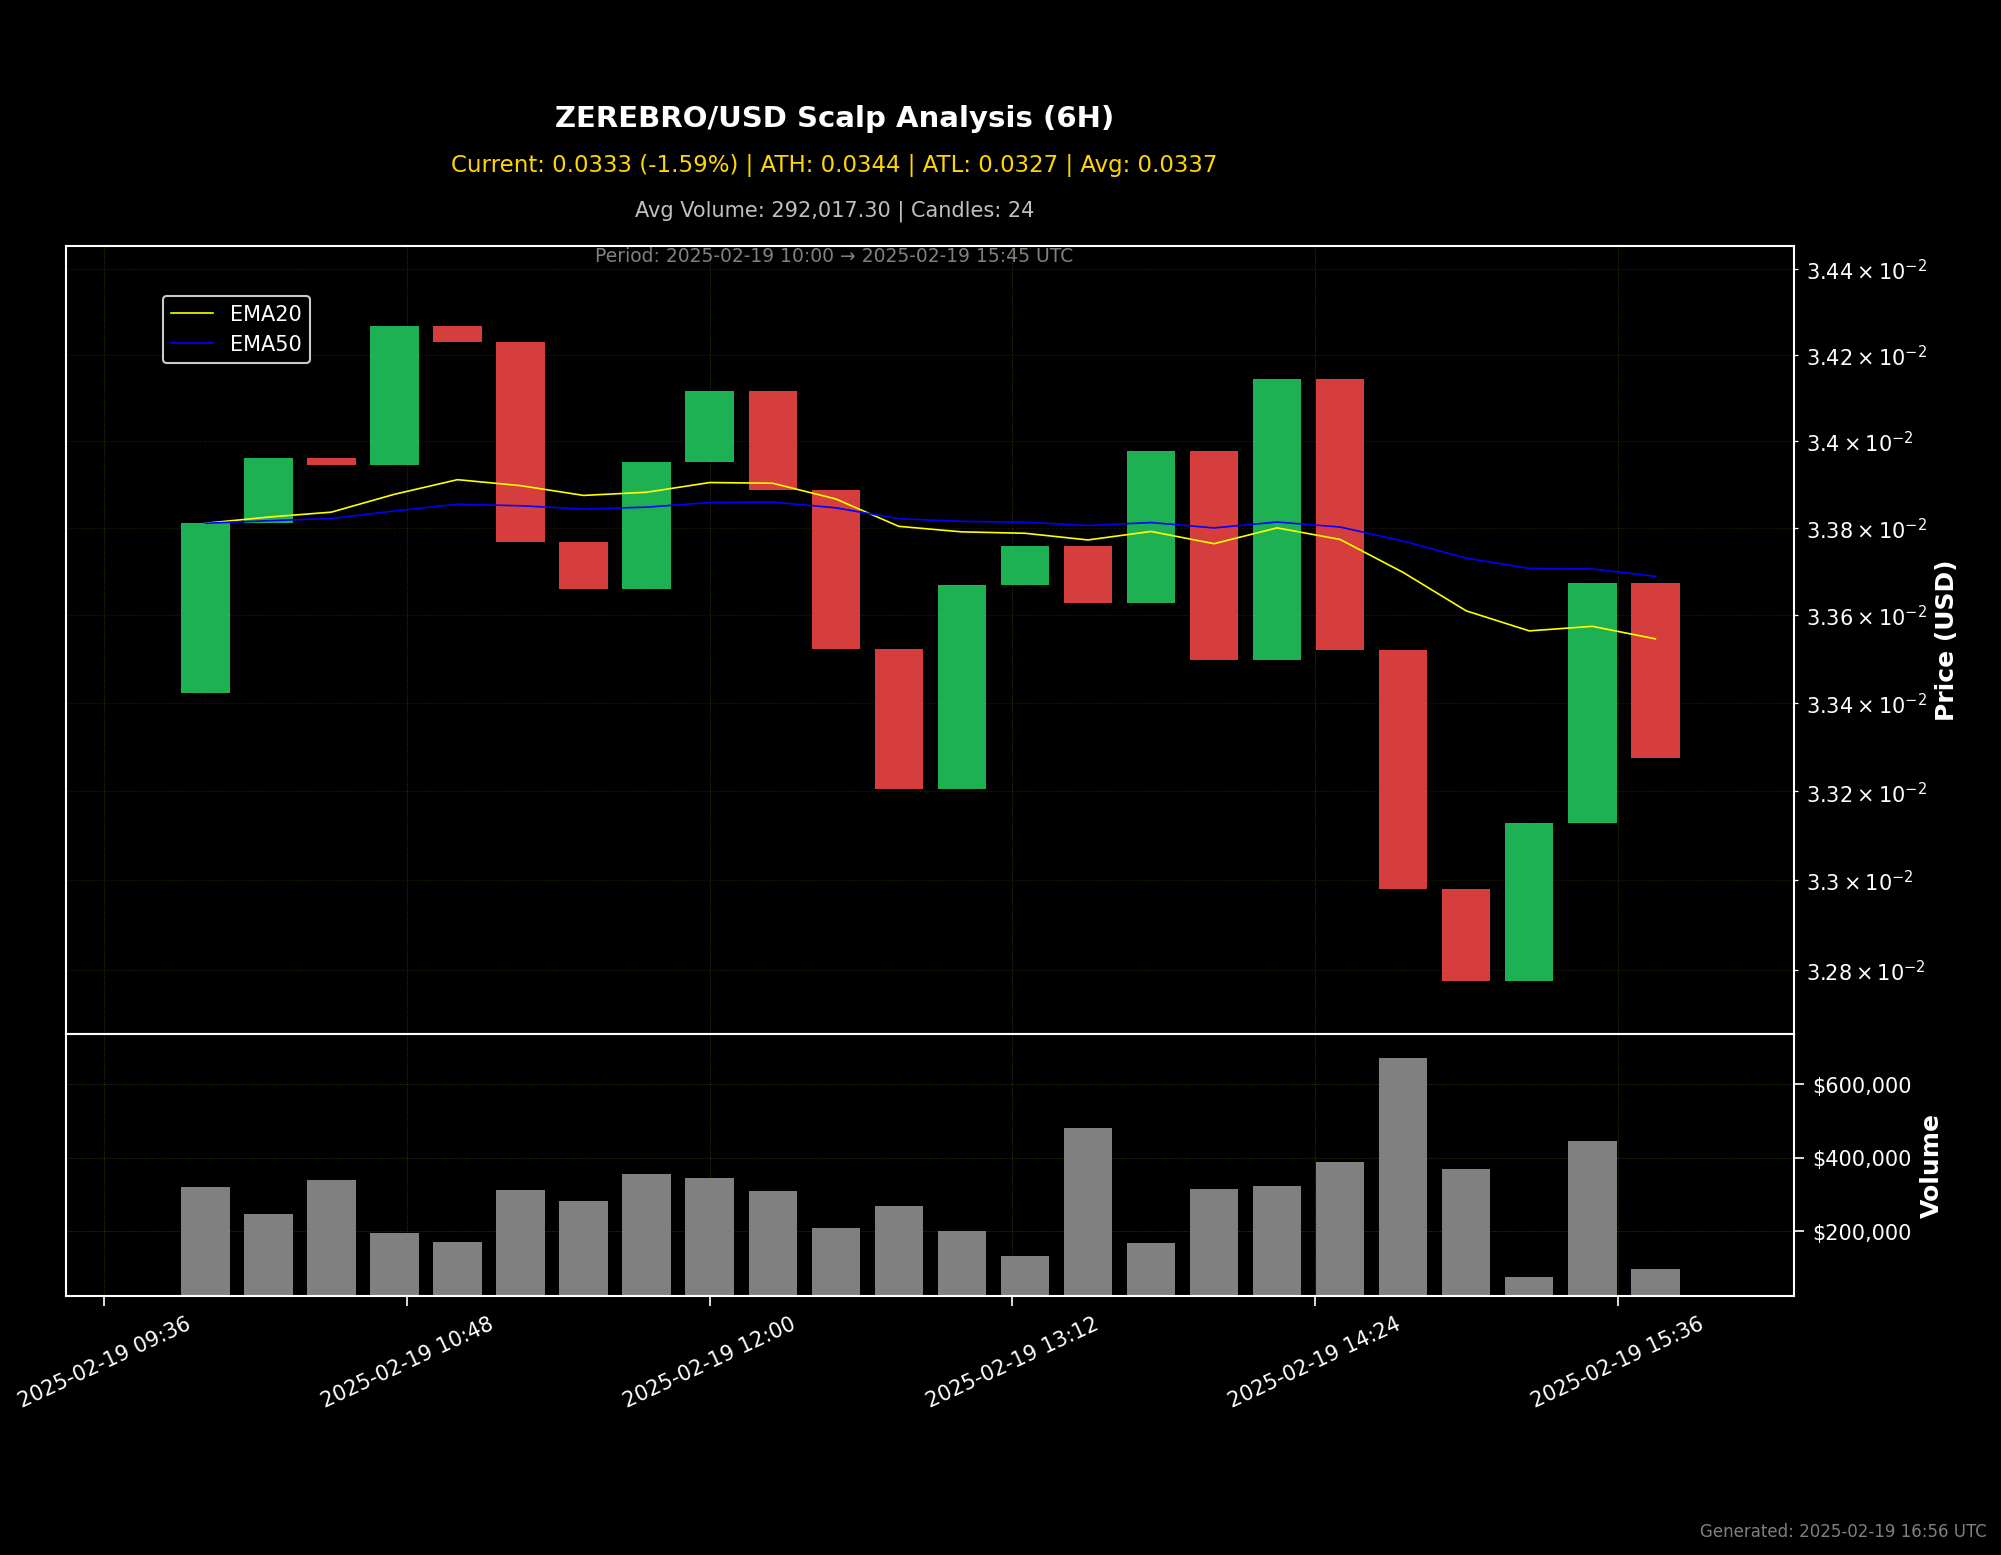 ZEREBRO/USD Scalp Analysis (6H)
Current: 0.0333 (-1.59%) | ATH: 0.0344 | ATL: 0.0327 | Avg: 0.0337
Avg Volume: 292,017.30 | Candles: 24
Period: 2025-02-19 10:00 → 2025-02-19 15:45 UTC
EMA20
EMA50
3.44 × 10⁻²
3.42 × 10⁻²
3.4 × 10⁻²
3.38 × 10⁻²
3.36 × 10⁻²
3.34 × 10⁻²
3.32 × 10⁻²
3.3 × 10⁻²
3.28 × 10⁻²
Price (USD)
$600,000
$400,000
$200,000
Volume
2025-02-19 09:36
2025-02-19 10:48
2025-02-19 12:00
2025-02-19 13:12
2025-02-19 14:24
2025-02-19 15:36
Generated: 2025-02-19 16:56 UTC